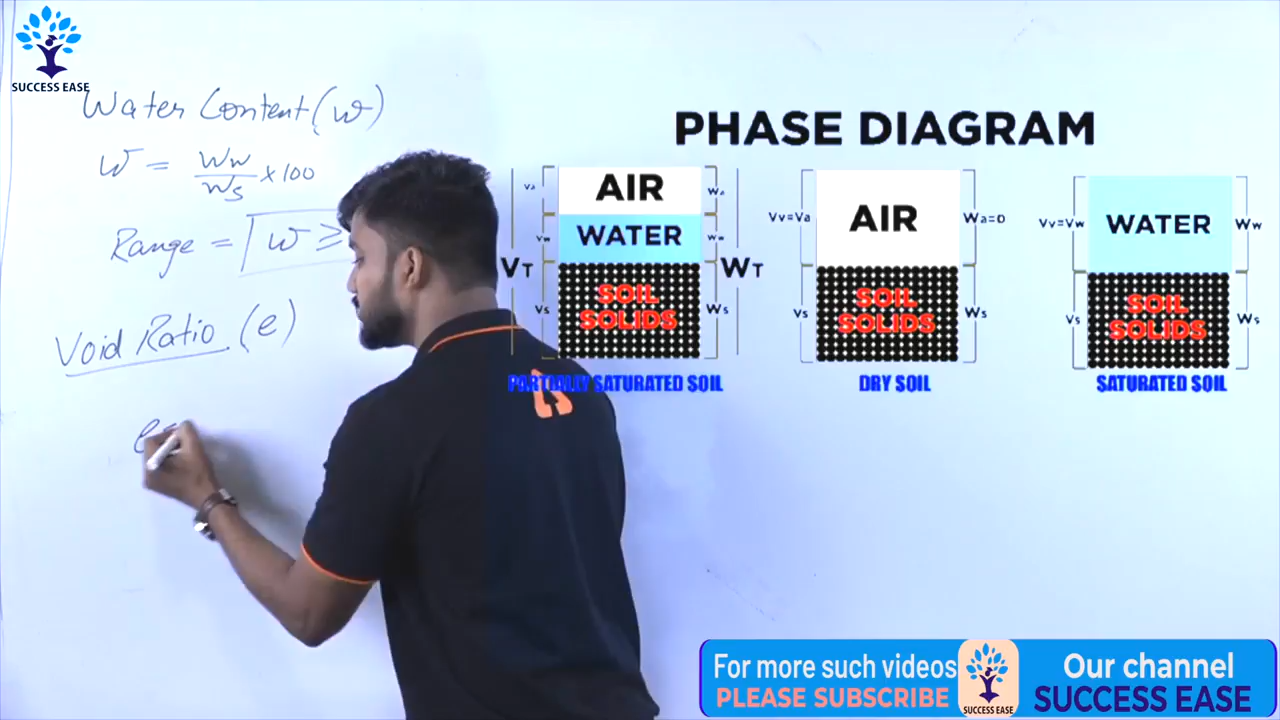 SUCCESS EASE
Water Content (w)
w = Ww/Ws × 100
Range = w ≥
Void Ratio (e)
e =
PHASE DIAGRAM
VT
Va
Vw
Vs
AIR
WATER
SOIL
SOLIDS
Wa
Ww
Ws
WT
PARTIALLY SATURATED SOIL
Vv=Va
Vs
AIR
SOIL
SOLIDS
Wa=0
Ws
DRY SOIL
Vv=Vw
Vs
WATER
SOIL
SOLIDS
Ww
Ws
SATURATED SOIL
For more such videos
PLEASE SUBSCRIBE
SUCCESS EASE
Our channel
SUCCESS EASE